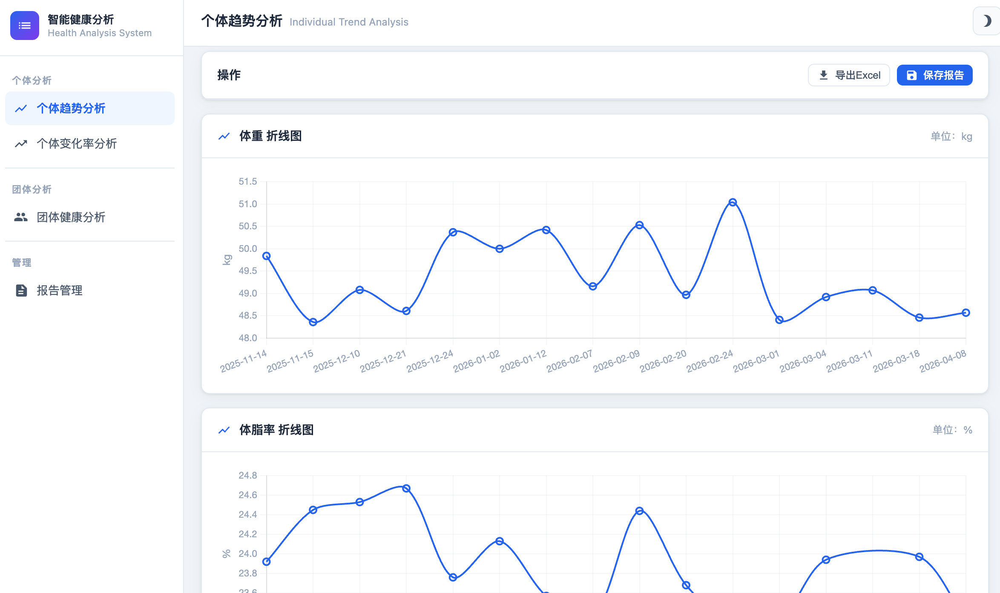 智能健康分析
Health Analysis System
个体分析
个体趋势分析
个体变化率分析
团体分析
团体健康分析
管理
报告管理
个体趋势分析 Individual Trend Analysis
操作
导出Excel
保存报告
体重 折线图
单位：kg
51.5
51.0
50.5
50.0
49.5
49.0
48.5
48.0
kg
2025-11-14
2025-11-15
2025-12-10
2025-12-21
2025-12-24
2026-01-02
2026-01-12
2026-02-07
2026-02-09
2026-02-20
2026-02-24
2026-03-01
2026-03-04
2026-03-11
2026-03-18
2026-04-08
体脂率 折线图
单位：%
24.8
24.6
24.4
24.2
24.0
23.8
23.6
%